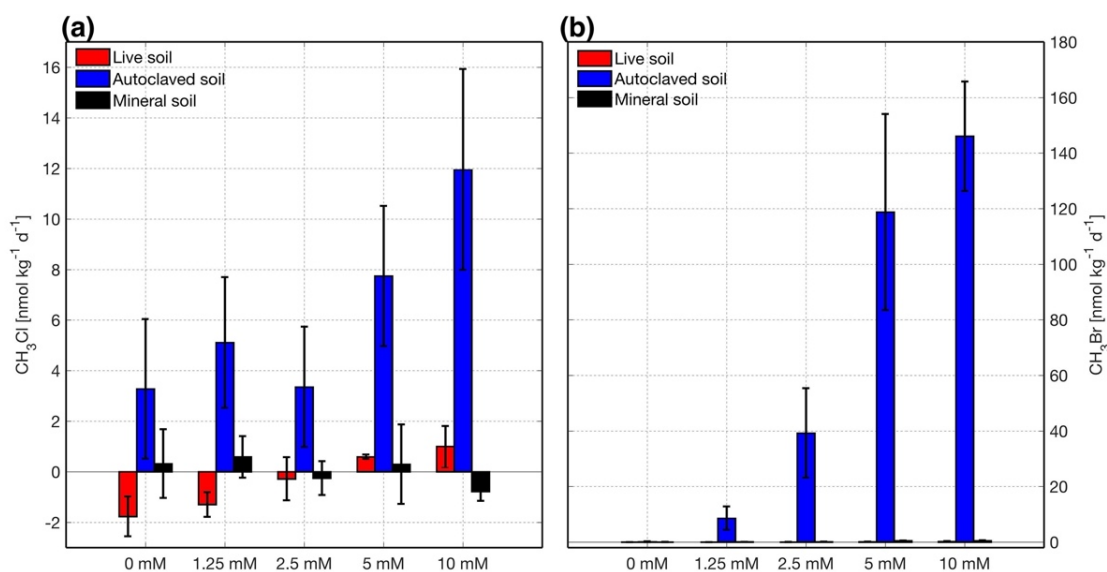 (a)
Live soil
Autoclaved soil
Mineral soil
CH₃Cl [nmol kg⁻¹ d⁻¹]
16
14
12
10
8
6
4
2
0
-2
0 mM 1.25 mM 2.5 mM 5 mM 10 mM
(b)
Live soil
Autoclaved soil
Mineral soil
180
160
140
120
100
80
60
40
20
0
CH₃Br [nmol kg⁻¹ d⁻¹]
0 mM 1.25 mM 2.5 mM 5 mM 10 mM